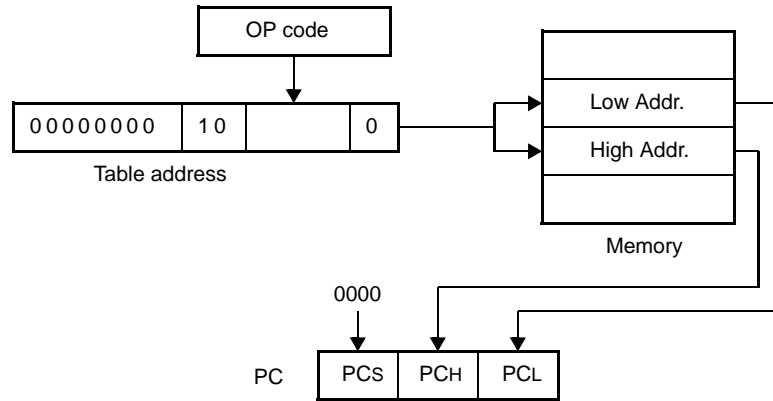 OP code
00000000 10 0
Table address
Low Addr.
High Addr.
Memory
0000
PC PCS PCH PCL